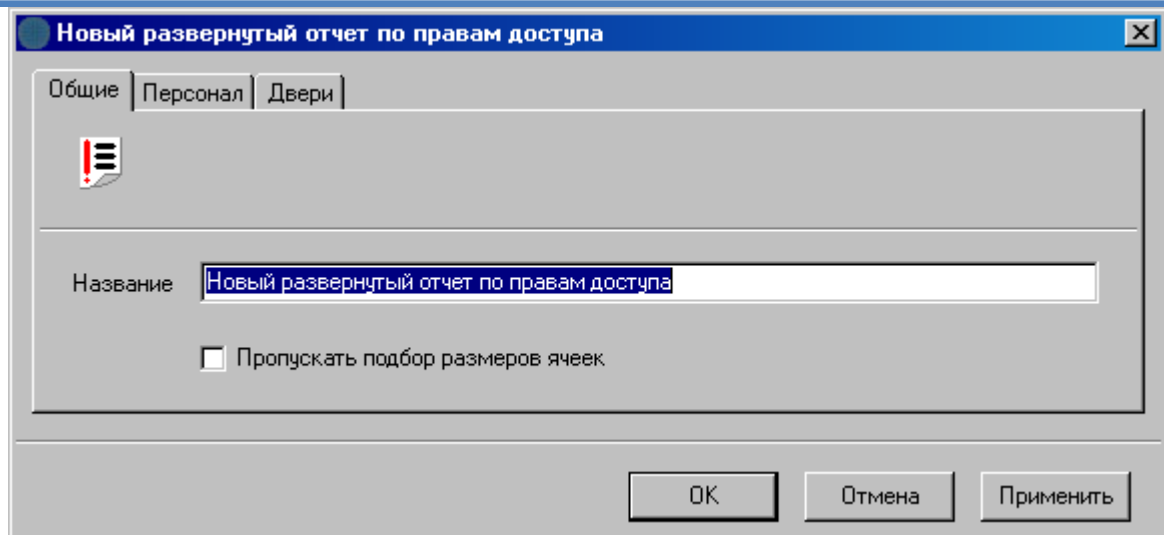 Новый развернутый отчет по правам доступа
Общие Персонал Двери
Название Новый развернутый отчет по правам доступа
Пропускать подбор размеров ячеек
OK Отмена Применить